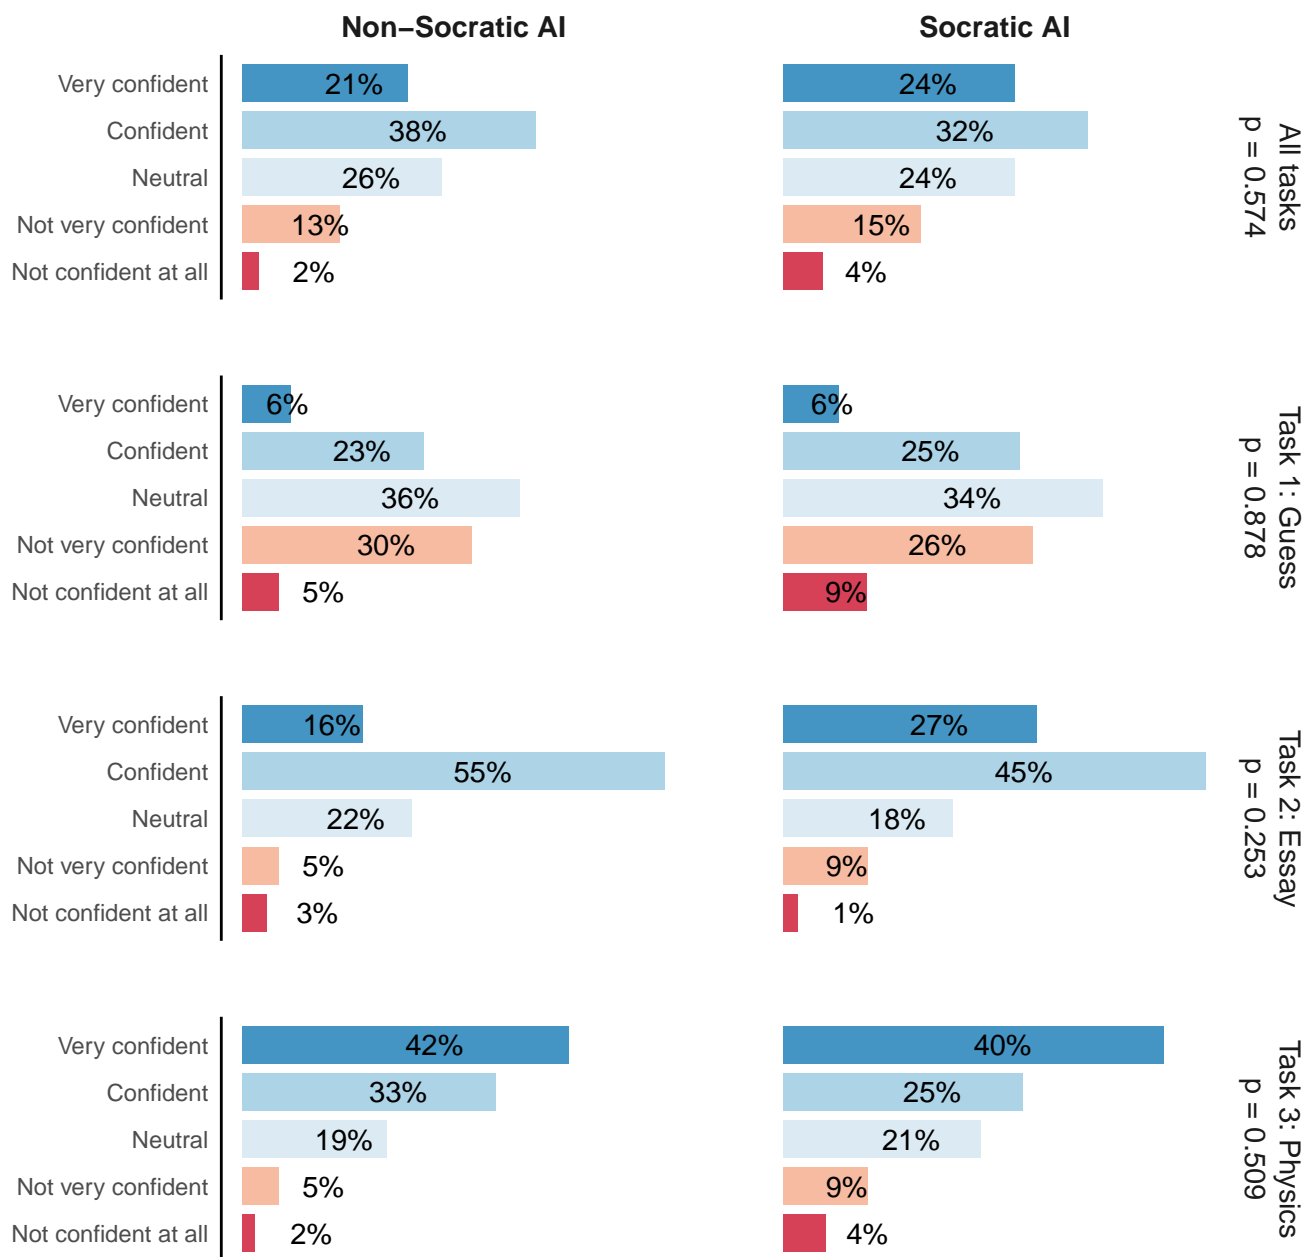 Non−Socratic AI
Socratic AI
Very confident
21%
24%
Confident
38%
32%
Neutral
26%
24%
Not very confident
13%
15%
Not confident at all
2%
4%
All tasks
p = 0.574
Very confident
6%
6%
Confident
23%
25%
Neutral
36%
34%
Not very confident
30%
26%
Not confident at all
5%
9%
Task 1: Guess
p = 0.878
Very confident
16%
27%
Confident
55%
45%
Neutral
22%
18%
Not very confident
5%
9%
Not confident at all
3%
1%
Task 2: Essay
p = 0.253
Very confident
42%
40%
Confident
33%
25%
Neutral
19%
21%
Not very confident
5%
9%
Not confident at all
2%
4%
Task 3: Physics
p = 0.509